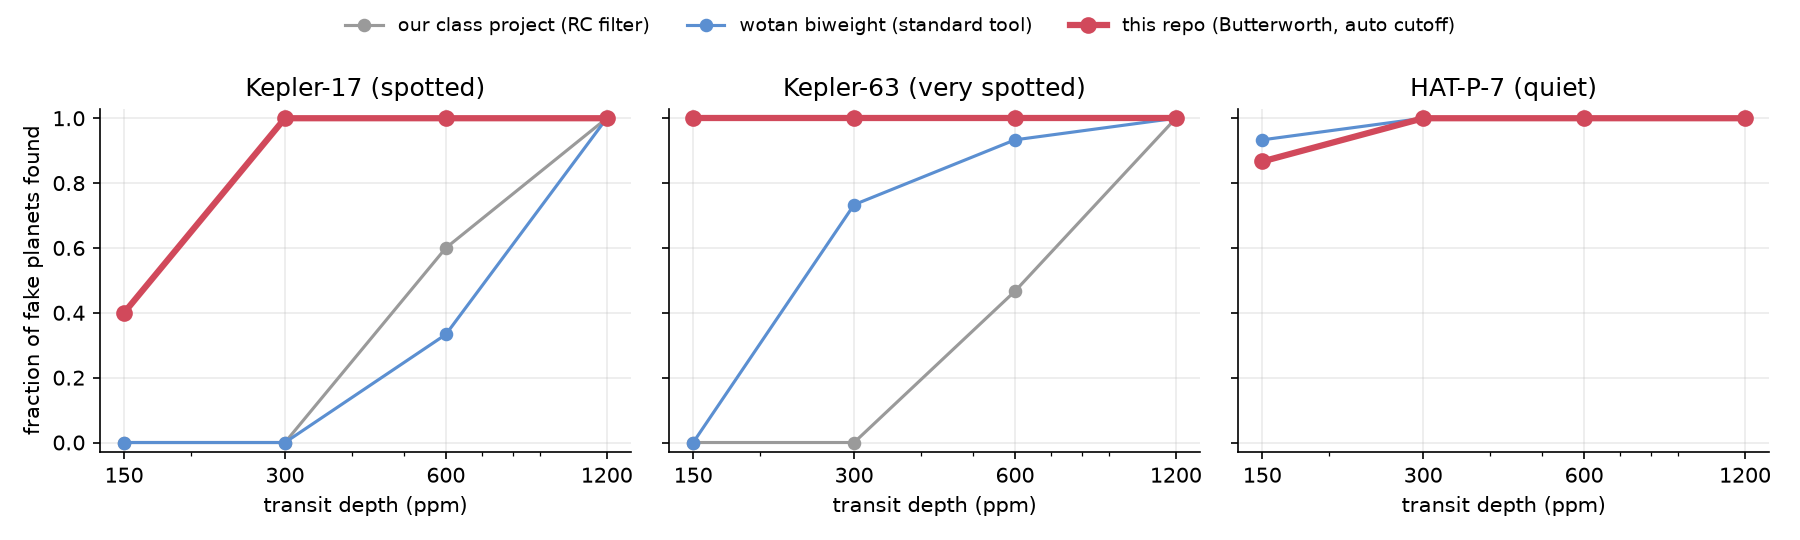 our class project (RC filter) wotan biweight (standard tool) this repo (Butterworth, auto cutoff)
Kepler-17 (spotted) Kepler-63 (very spotted) HAT-P-7 (quiet)
fraction of fake planets found
1.0
0.8
0.6
0.4
0.2
0.0
150 300 600 1200 150 300 600 1200 150 300 600 1200
transit depth (ppm) transit depth (ppm) transit depth (ppm)